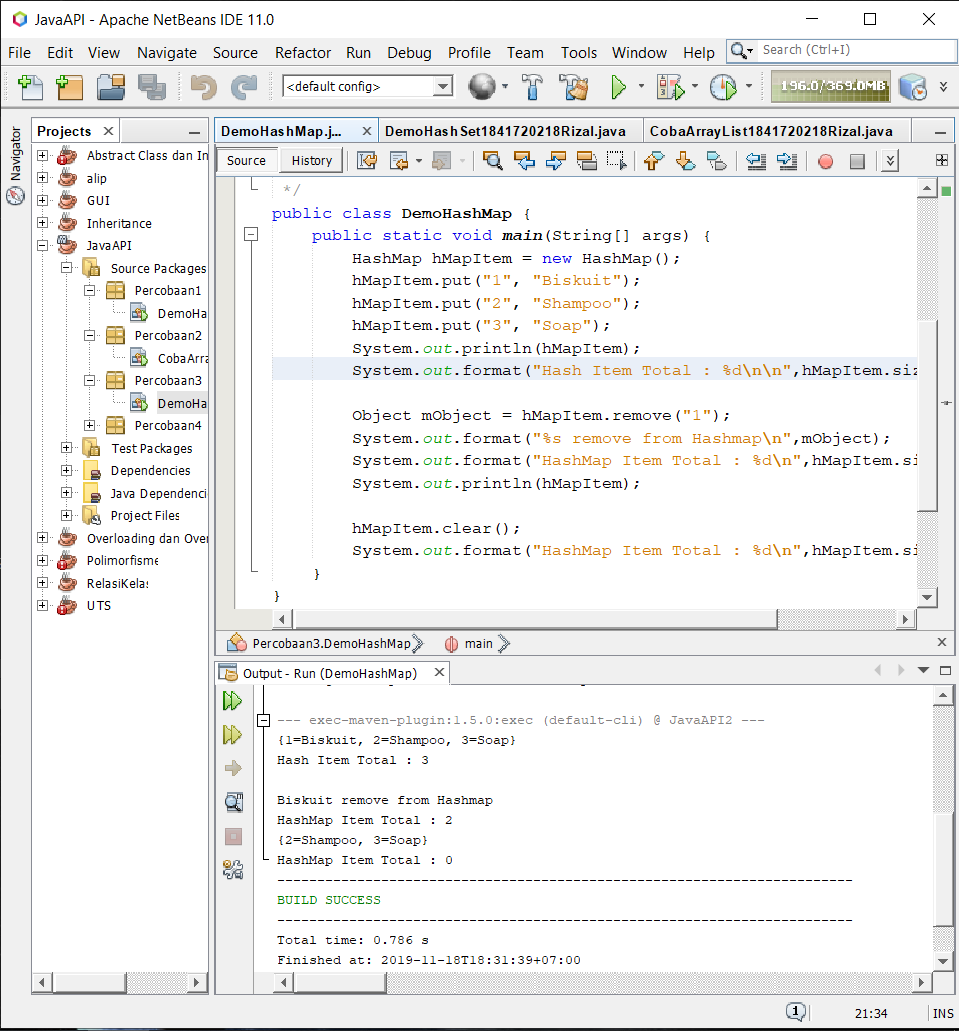 JavaAPI - Apache NetBeans IDE 11.0
File Edit View Navigate Source Refactor Run Debug Profile Team Tools Window Help Search (Ctrl+I)
<default config> 196.0/369.0MB
Navigator
Projects
Abstract Class dan In
alip
GUI
Inheritance
JavaAPI
Source Packages
Percobaan1
DemoHa
Percobaan2
CobaArra
Percobaan3
DemoHa
Percobaan4
Test Packages
Dependencies
Java Dependenci
Project Files
Overloading dan Over
Polimorfisme
RelasiKelas
UTS
DemoHashMap.j... DemoHashSet1841720218Rizal.java CobaArrayList1841720218Rizal.java
Source History
*/
public class DemoHashMap {
public static void main(String[] args) {
HashMap hMapItem = new HashMap();
hMapItem.put("1", "Biskuit");
hMapItem.put("2", "Shampoo");
hMapItem.put("3", "Soap");
System.out.println(hMapItem);
System.out.format("Hash Item Total : %d\n\n",hMapItem.siz
Object mObject = hMapItem.remove("1");
System.out.format("%s remove from Hashmap\n",mObject);
System.out.format("HashMap Item Total : %d\n",hMapItem.si
System.out.println(hMapItem);
hMapItem.clear();
System.out.format("HashMap Item Total : %d\n",hMapItem.si
}
}
Percobaan3.DemoHashMap main
Output - Run (DemoHashMap)
--- exec-maven-plugin:1.5.0:exec (default-cli) @ JavaAPI2 ---
{1=Biskuit, 2=Shampoo, 3=Soap}
Hash Item Total : 3
Biskuit remove from Hashmap
HashMap Item Total : 2
{2=Shampoo, 3=Soap}
HashMap Item Total : 0
------------------------------------------------------------------------
BUILD SUCCESS
------------------------------------------------------------------------
Total time: 0.786 s
Finished at: 2019-11-18T18:31:39+07:00
21:34 INS